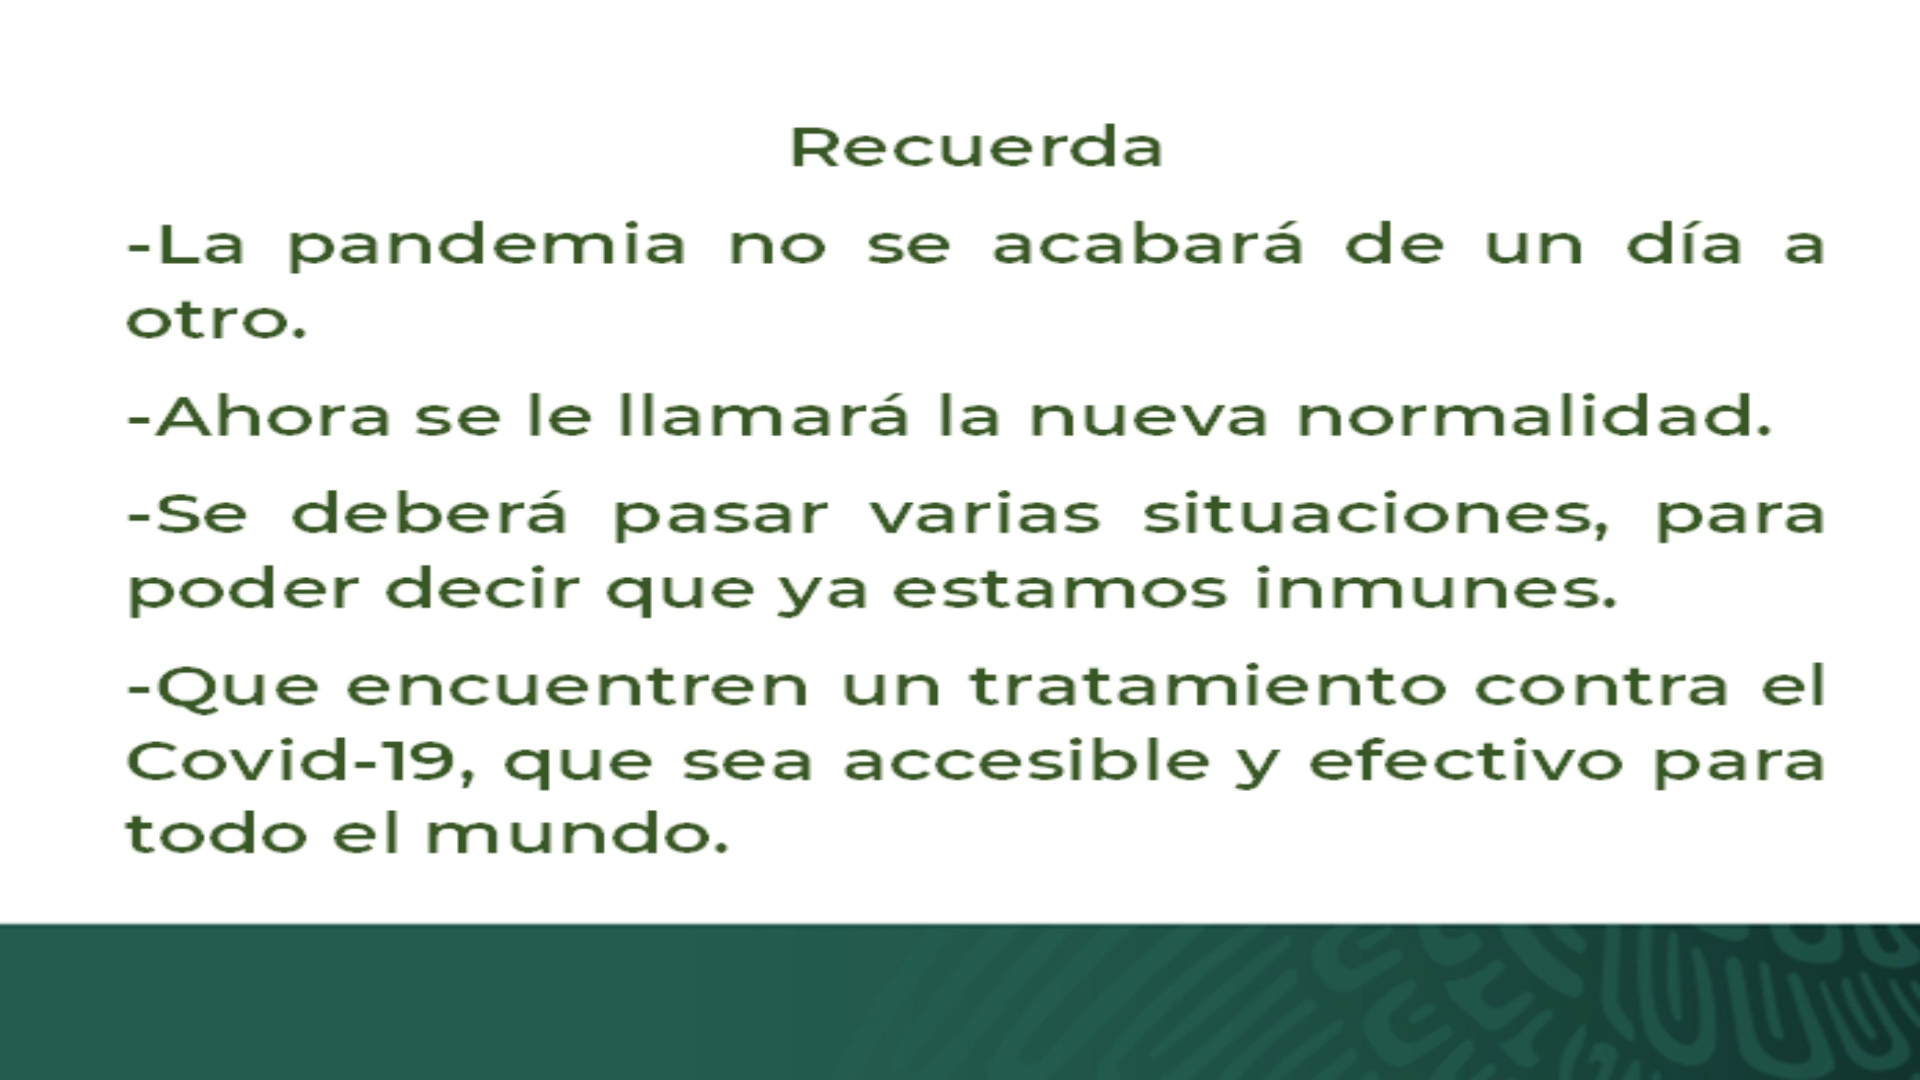 Recuerda
-La pandemia no se acabará de un día a
otro.
-Ahora se le llamará la nueva normalidad.
-Se deberá pasar varias situaciones, para
poder decir que ya estamos inmunes.
-Que encuentren un tratamiento contra el
Covid-19, que sea accesible y efectivo para
todo el mundo.